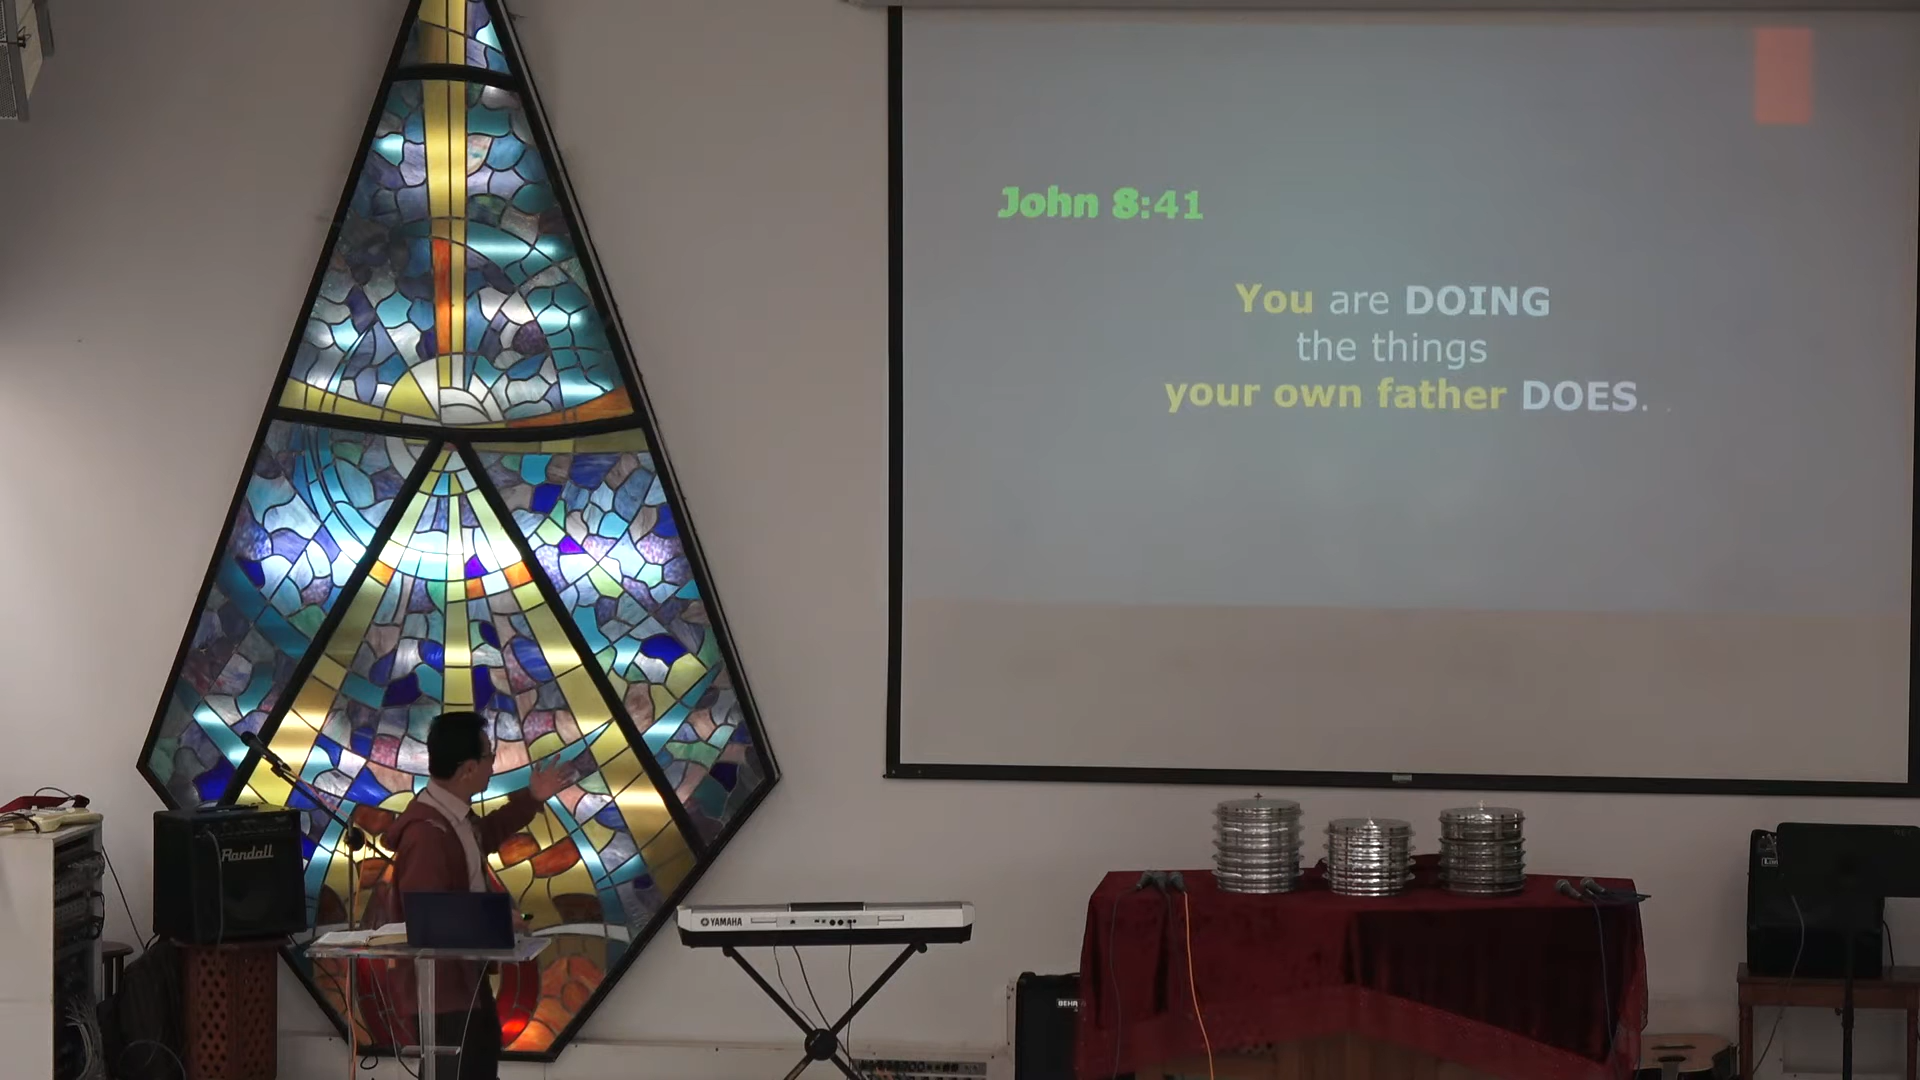 John 8:41
You are DOING
the things
your own father DOES.
Randall
YAMAHA